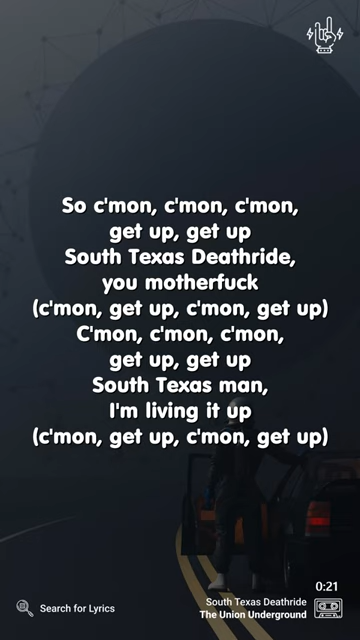 So c'mon, c'mon, c'mon,
get up, get up
South Texas Deathride,
you motherfuck
(c'mon, get up, c'mon, get up)
C'mon, c'mon, c'mon,
get up, get up
South Texas man,
I'm living it up
(c'mon, get up, c'mon, get up)
0:21
Search for Lyrics
South Texas Deathride
The Union Underground